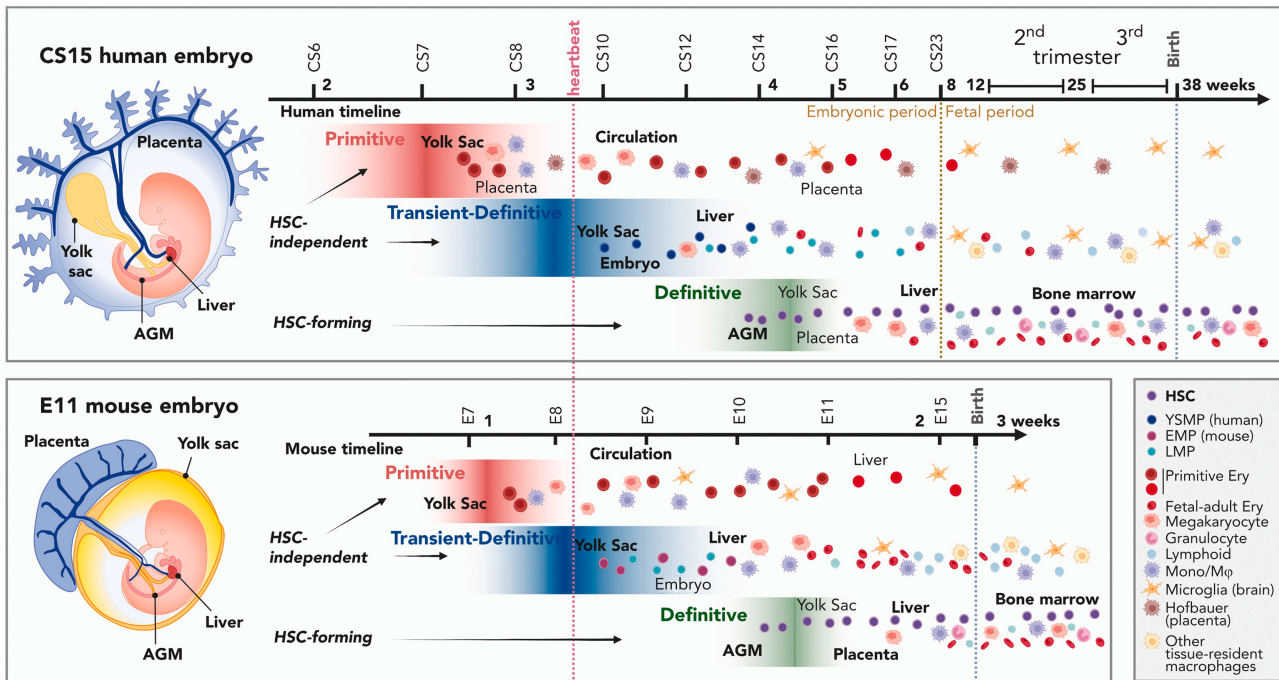 CS15 human embryo
Placenta
Yolk
sac
Liver
AGM
CS6
CS7
CS8
heartbeat
CS10
CS12
CS14
CS16
CS17
CS23
2nd
trimester
3rd
Birth
2
3
4
5
6
8
12
25
38 weeks
Human timeline
Embryonic period
Fetal period
Primitive
Yolk Sac
Placenta
Circulation
Placenta
HSC-
independent
Transient-Definitive
Yolk Sac
Embryo
Liver
HSC-forming
Definitive
Yolk Sac
AGM
Placenta
Liver
Bone marrow
E11 mouse embryo
Placenta
Yolk sac
Liver
AGM
E7
1
E8
E9
E10
E11
2
E15
Birth
3 weeks
Mouse timeline
Primitive
Yolk Sac
Circulation
Liver
HSC-
independent
Transient-Definitive
Yolk Sac
Embryo
Liver
HSC-forming
Definitive
Yolk Sac
AGM
Placenta
Liver
Bone marrow
HSC
YSMP (human)
EMP (mouse)
LMP
Primitive Ery
Fetal-adult Ery
Megakaryocyte
Granulocyte
Lymphoid
Mono/Mφ
Microglia (brain)
Hofbauer
(placenta)
Other
tissue-resident
macrophages